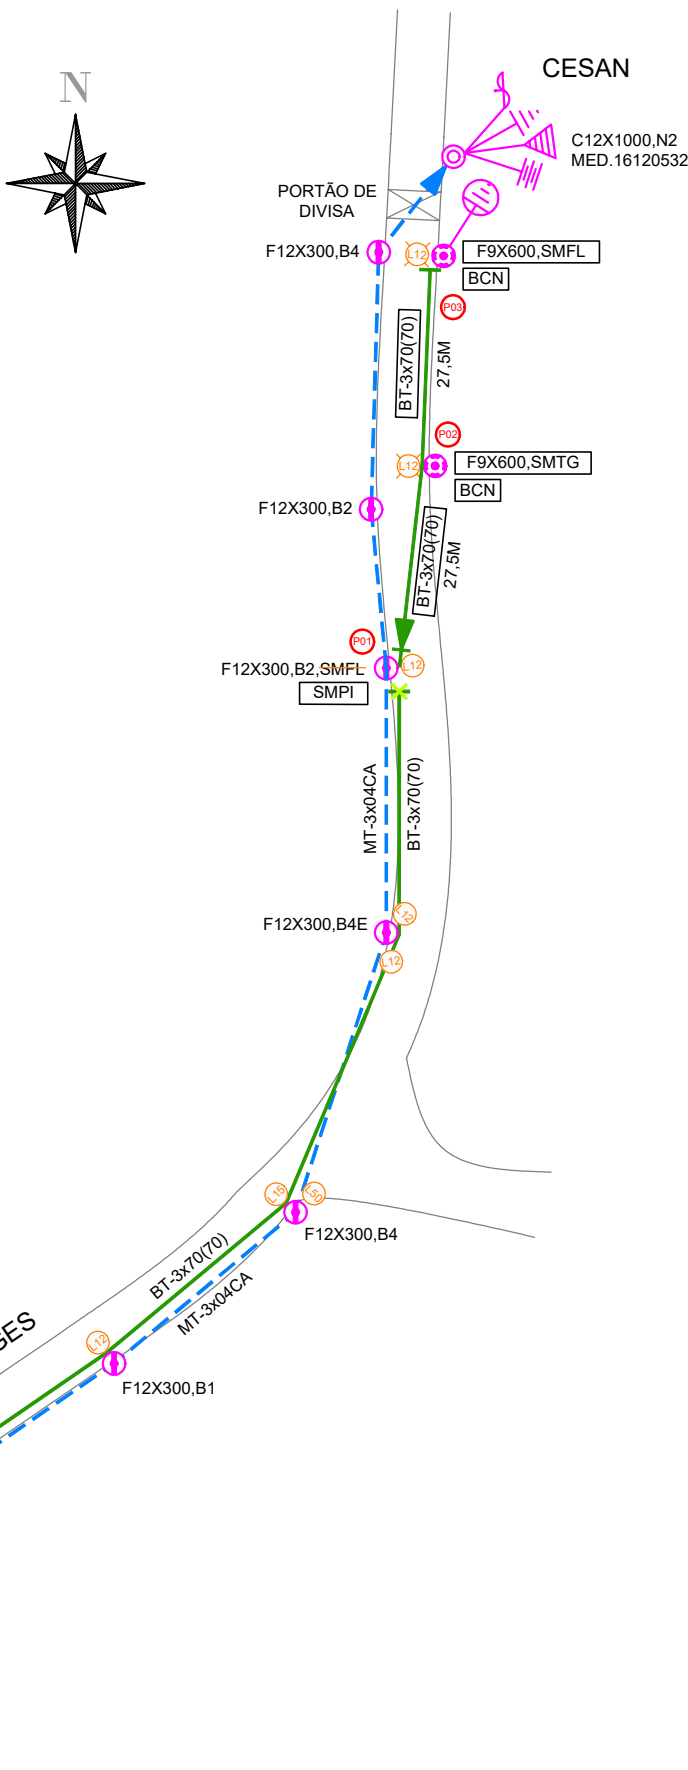 CESAN
N
C12X1000,N2
MED.16120532
PORTÃO DE
DIVISA
F12X300,B4
L12
F9X600,SMFL
BCN
P03
BT-3x70(70)
27,5M
P02
L12
F9X600,SMTG
BCN
F12X300,B2
BT-3x70(70)
27,5M
P01
F12X300,B2,SMFL
L12
SMPI
MT-3x04CA
BT-3x70(70)
L12
F12X300,B4E
L12
L15
L50
F12X300,B4
BT-3x70(70)
MT-3x04CA
GES
L12
F12X300,B1